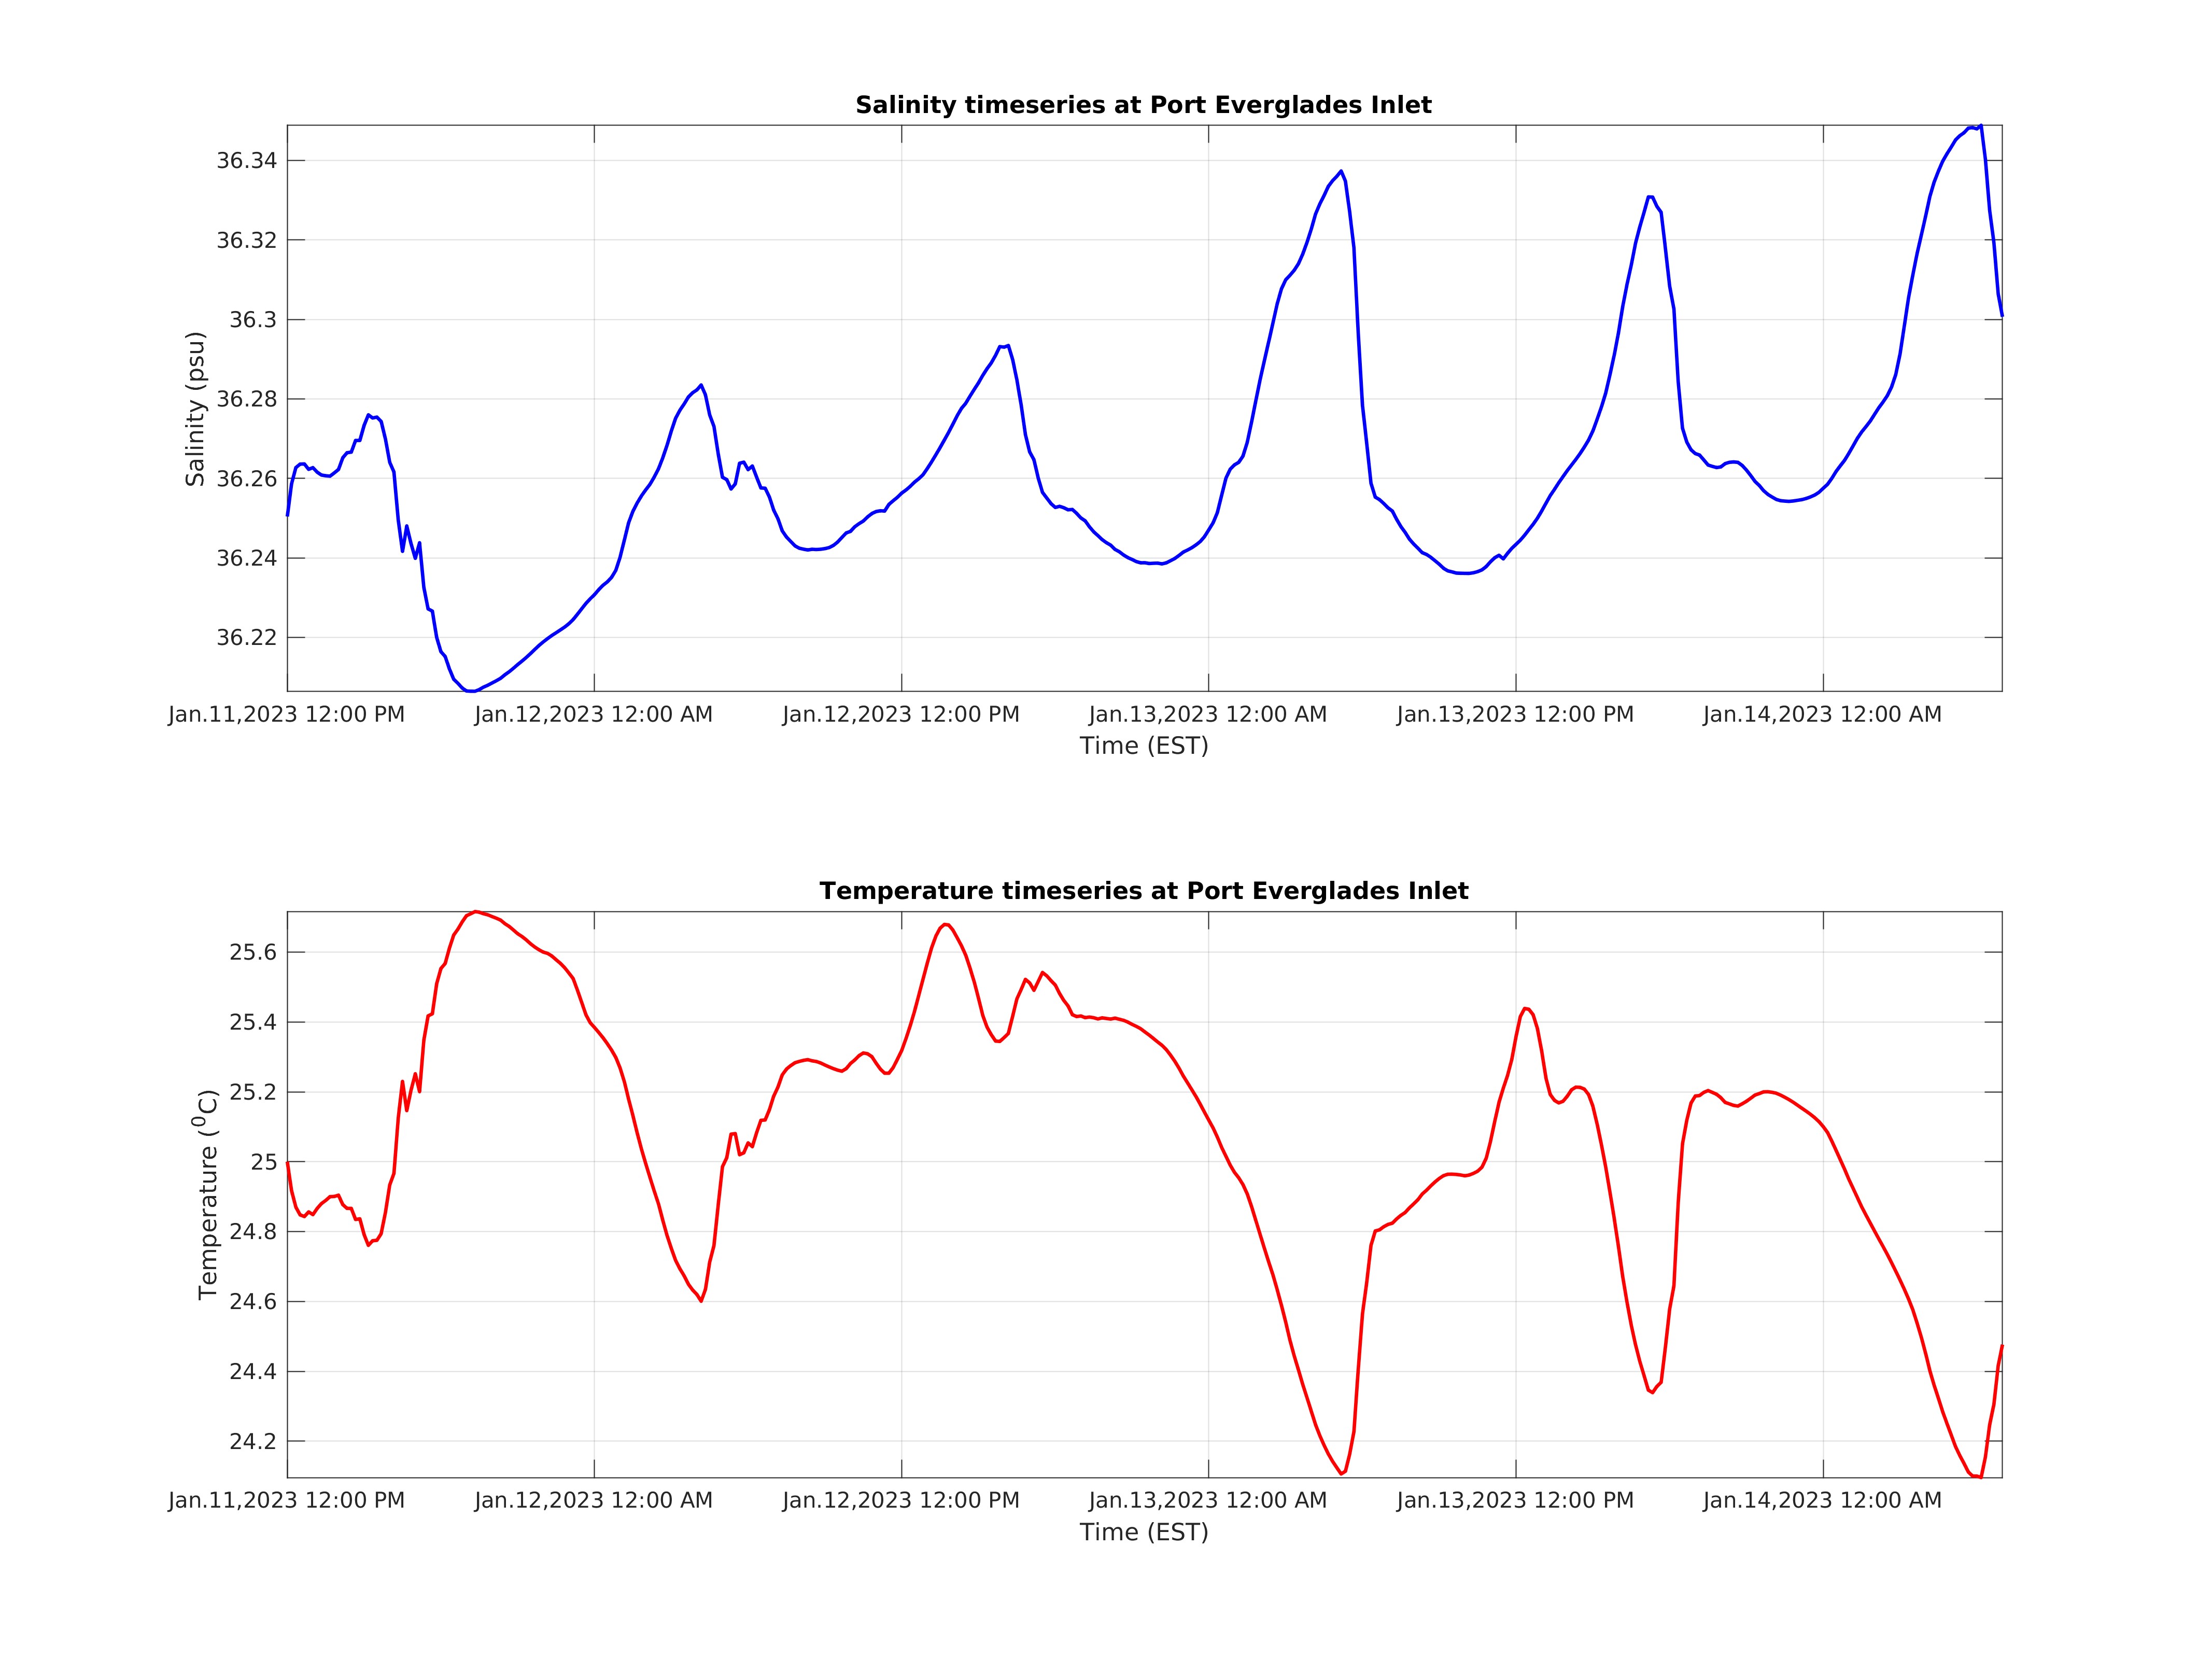 Salinity timeseries at Port Everglades Inlet
Salinity (psu)
36.34
36.32
36.3
36.28
36.26
36.24
36.22
Jan.11,2023 12:00 PM Jan.12,2023 12:00 AM Jan.12,2023 12:00 PM Jan.13,2023 12:00 AM Jan.13,2023 12:00 PM Jan.14,2023 12:00 AM
Time (EST)
Temperature timeseries at Port Everglades Inlet
Temperature (⁰C)
25.6
25.4
25.2
25
24.8
24.6
24.4
24.2
Jan.11,2023 12:00 PM Jan.12,2023 12:00 AM Jan.12,2023 12:00 PM Jan.13,2023 12:00 AM Jan.13,2023 12:00 PM Jan.14,2023 12:00 AM
Time (EST)